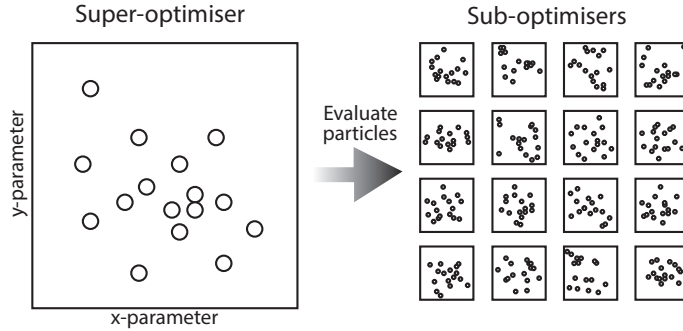 Super-optimiser
Sub-optimisers
y-parameter
Evaluate
particles
x-parameter